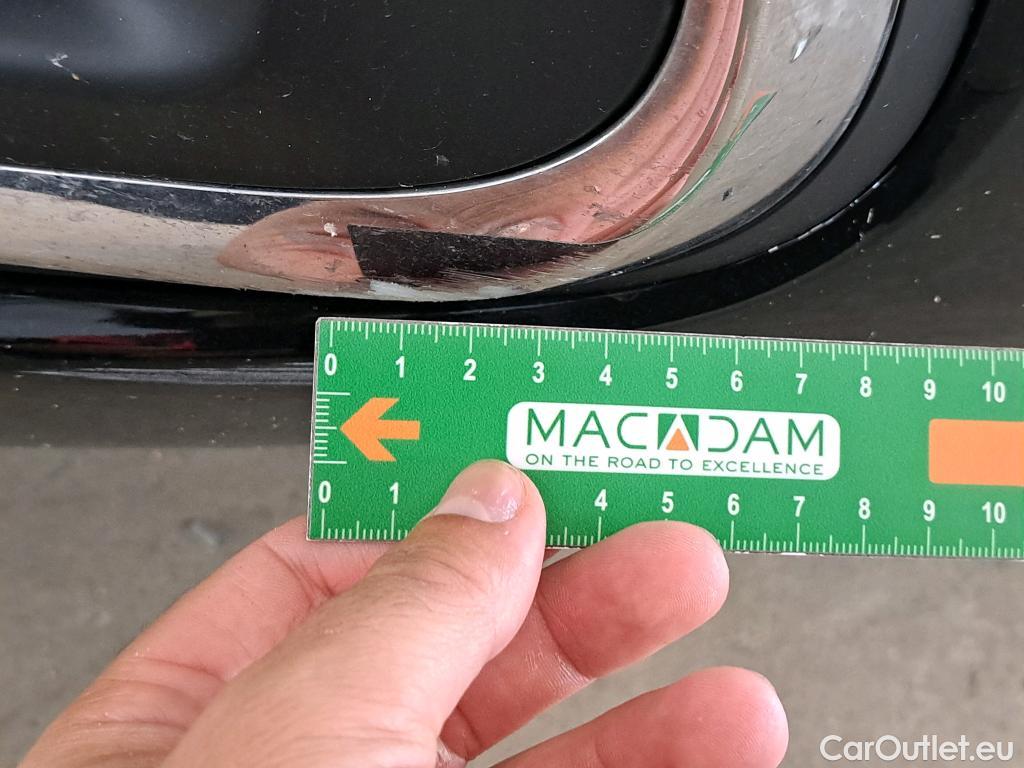 0 1 2 3 4 5 6 7 8 9 10
MACADAM
ON THE ROAD TO EXCELLENCE
0 1 4 5 6 7 8 9 10
CarOutlet.eu